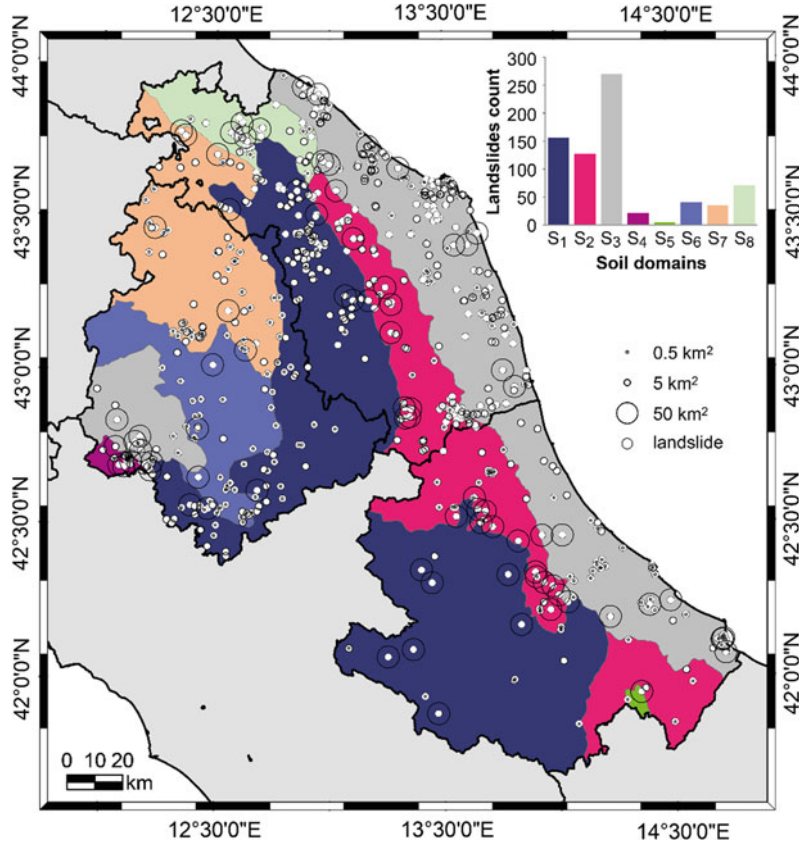 12°30'0"E 13°30'0"E 14°30'0"E
44°0'0"N 44°0'0"N
43°30'0"N 43°30'0"N
43°0'0"N 43°0'0"N
42°30'0"N 42°30'0"N
42°0'0"N 42°0'0"N
Landslides count
300
250
200
150
100
50
0
S1 S2 S3 S4 S5 S6 S7 S8
Soil domains
0.5 km²
5 km²
50 km²
landslide
0 10 20
km
12°30'0"E 13°30'0"E 14°30'0"E